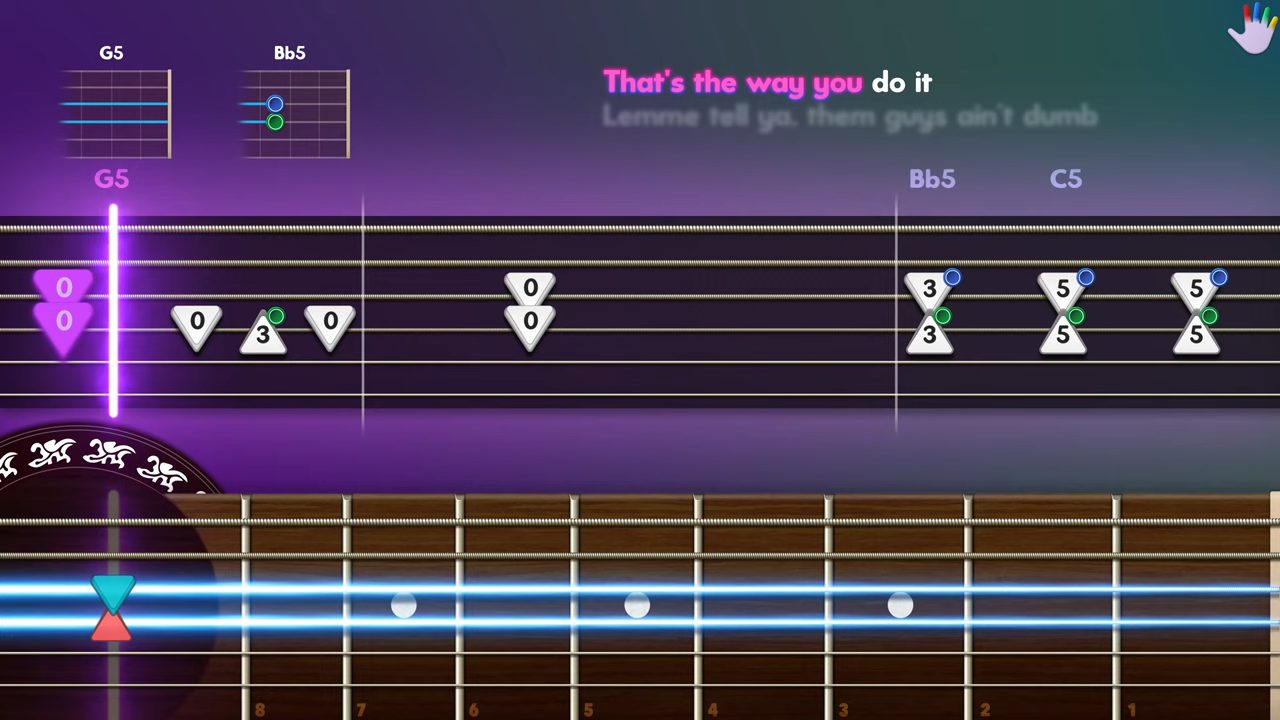 G5 Bb5
That's the way you do it
Lemme tell ya. them guys ain't dumb
G5 Bb5 C5
0 0 3 5 5
0 0 3 0 0 3 5 5
8 7 6 5 4 3 2 1